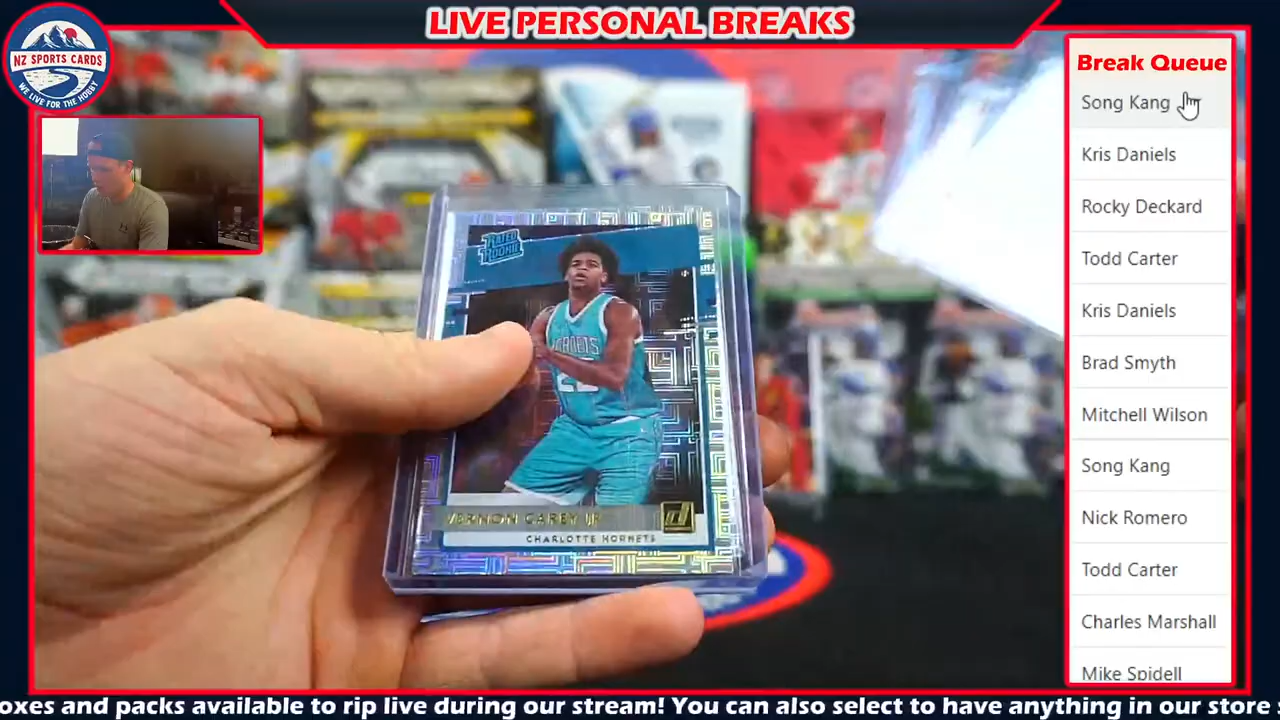 LIVE PERSONAL BREAKS
NZ SPORTS CARDS
WE LIVE FOR THE HOBBY
Break Queue
Song Kang
Kris Daniels
Rocky Deckard
Todd Carter
Kris Daniels
Brad Smyth
Mitchell Wilson
Song Kang
Nick Romero
Todd Carter
Charles Marshall
Mike Spidell
RATED
ROOKIE
VERNON CAREY JR
CHARLOTTE HORNETS
oxes and packs available to rip live during our stream! You can also select to have anything in our store s